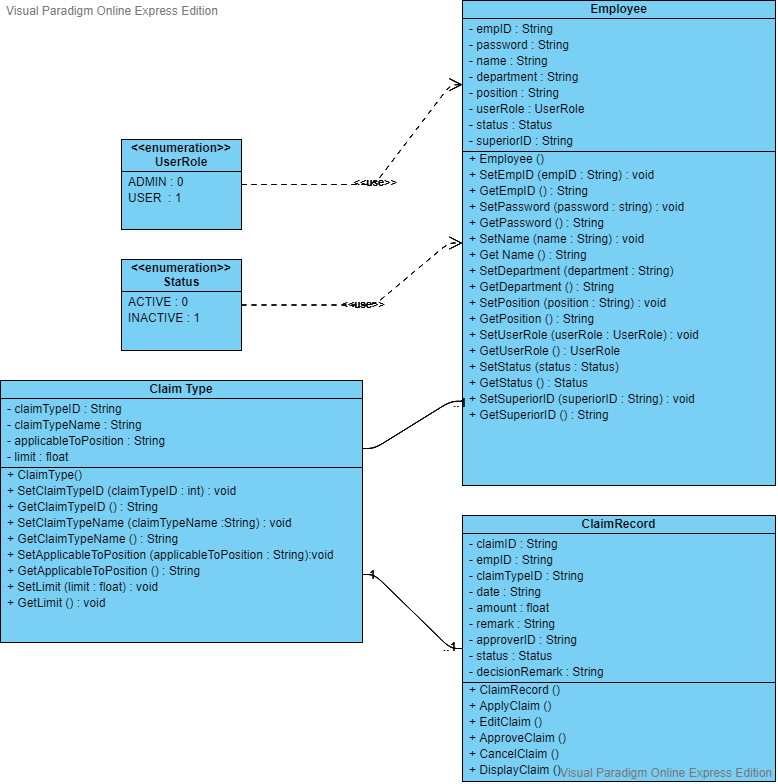 Visual Paradigm Online Express Edition
Employee
- empID : String
- password : String
- name : String
- department : String
- position : String
- userRole : UserRole
- status : Status
- superiorID : String
+ Employee ()
+ SetEmpID (empID : String) : void
+ GetEmpID () : String
+ SetPassword (password : string) : void
+ GetPassword () : String
+ SetName (name : String) : void
+ Get Name () : String
+ SetDepartment (department : String)
+ GetDepartment () : String
+ SetPosition (position : String) : void
+ GetPosition () : String
+ SetUserRole (userRole : UserRole) : void
+ GetUserRole () : UserRole
+ SetStatus (status : Status)
+ GetStatus () : Status
+ SetSuperiorID (superiorID : String) : void
+ GetSuperiorID () : String
<<enumeration>>
UserRole
ADMIN : 0
USER : 1
<<use>>
<<enumeration>>
Status
ACTIVE : 0
INACTIVE : 1
<<use>>
Claim Type
- claimTypeID : String
- claimTypeName : String
- applicableToPosition : String
- limit : float
+ ClaimType()
+ SetClaimTypeID (claimTypeID : int) : void
+ GetClaimTypeID () : String
+ SetClaimTypeName (claimTypeName :String) : void
+ GetClaimTypeName () : String
+ SetApplicableToPosition (applicableToPosition : String):void
+ GetApplicableToPosition () : String
+ SetLimit (limit : float) : void
+ GetLimit () : void
..1
1
..1
ClaimRecord
- claimID : String
- empID : String
- claimTypeID : String
- date : String
- amount : float
- remark : String
- approverID : String
- status : Status
- decisionRemark : String
+ ClaimRecord ()
+ ApplyClaim ()
+ EditClaim ()
+ ApproveClaim ()
+ CancelClaim ()
+ DisplayClaim ()
Visual Paradigm Online Express Edition